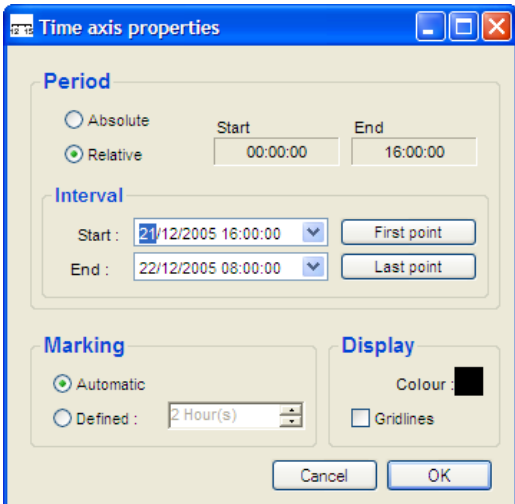 Time axis properties
Period
Absolute
Start End
Relative 00:00:00 16:00:00
Interval
Start : 21/12/2005 16:00:00 First point
End : 22/12/2005 08:00:00 Last point
Marking Display
Automatic Colour :
Defined : 2 Hour(s) Gridlines
Cancel OK